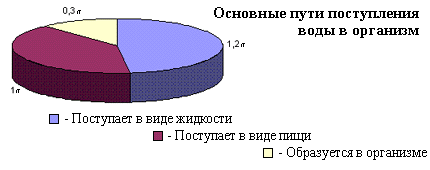 Основные пути поступления
воды в организм
0,3л
1,2л
1л
- Поступает в виде жидкости
- Поступает в виде пищи
- Образуется в организме